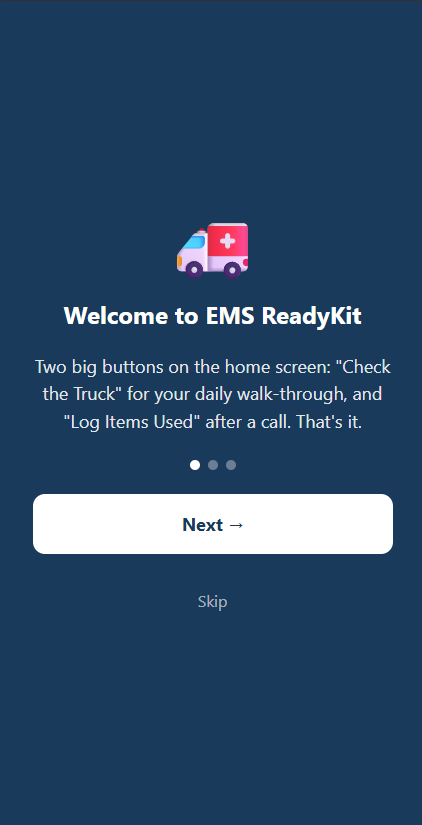 Welcome to EMS ReadyKit
Two big buttons on the home screen: "Check
the Truck" for your daily walk-through, and
"Log Items Used" after a call. That's it.
Next →
Skip